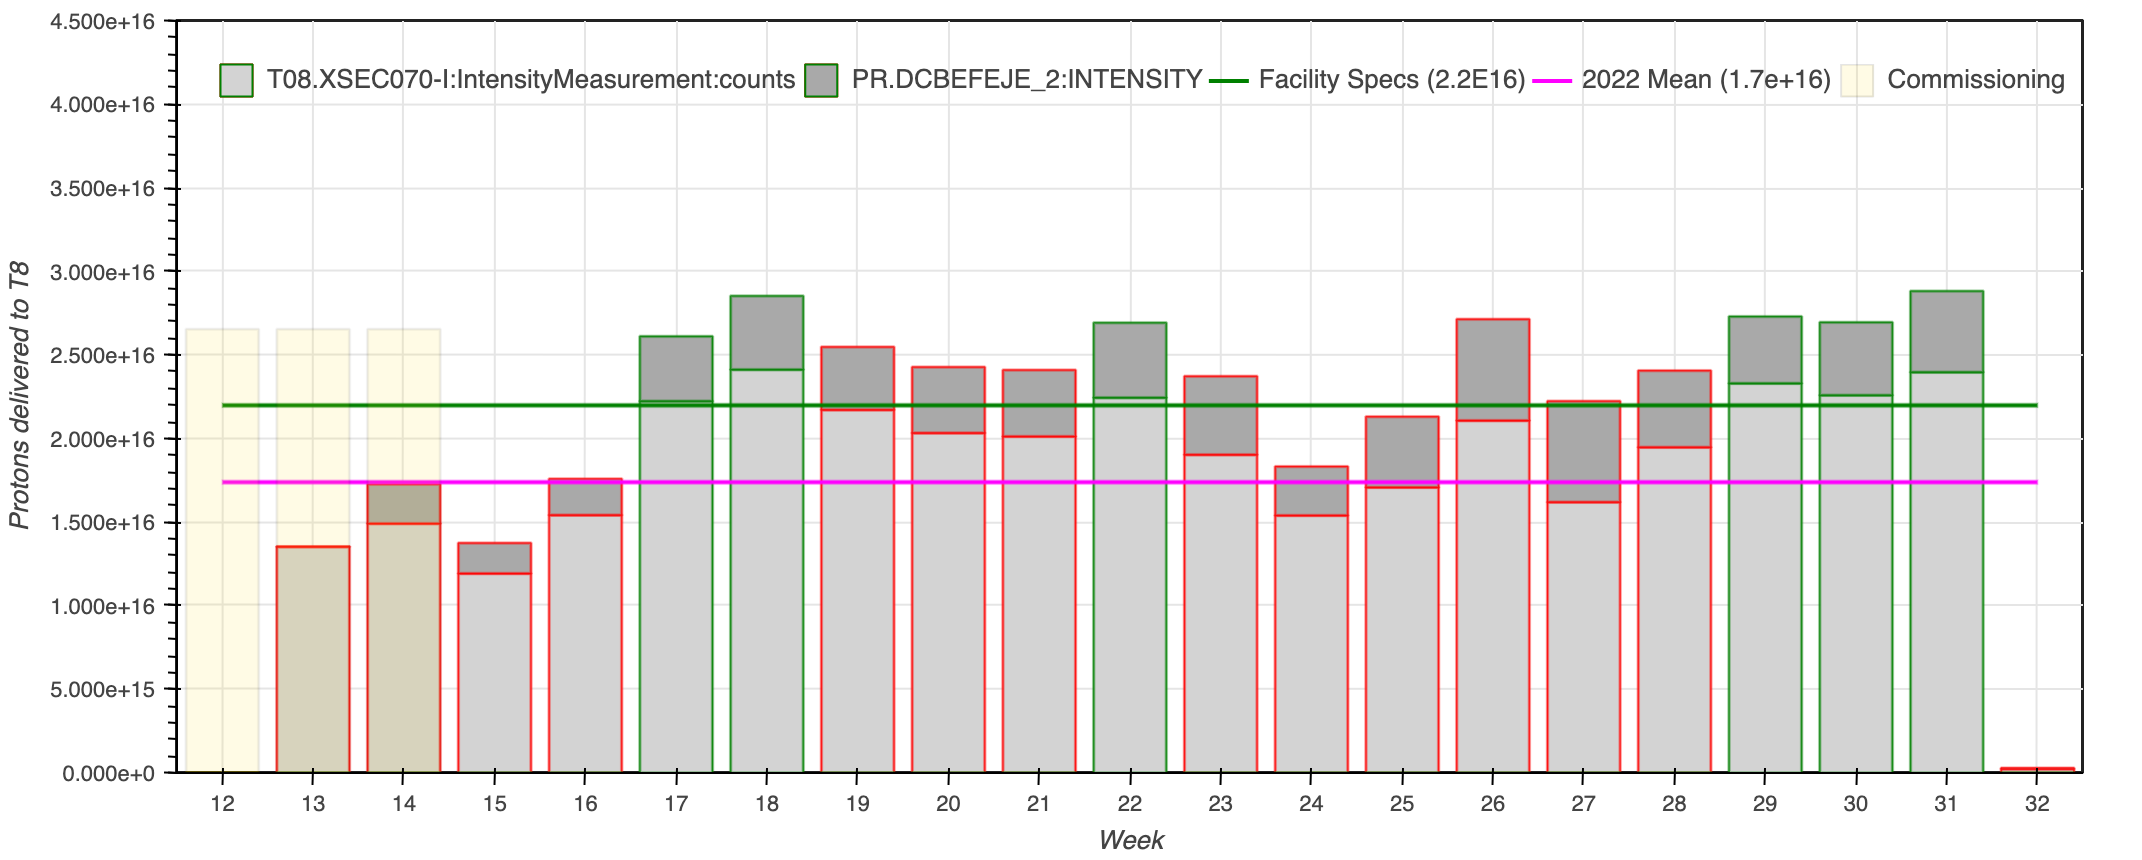 4.500e+16
T08.XSEC070-I:IntensityMeasurement:counts PR.DCBEFEJE_2:INTENSITY Facility Specs (2.2E16) 2022 Mean (1.7e+16) Commissioning
4.000e+16
3.500e+16
3.000e+16
2.500e+16
2.000e+16
1.500e+16
1.000e+16
5.000e+15
0.000e+0
Protons delivered to T8
12 13 14 15 16 17 18 19 20 21 22 23 24 25 26 27 28 29 30 31 32
Week